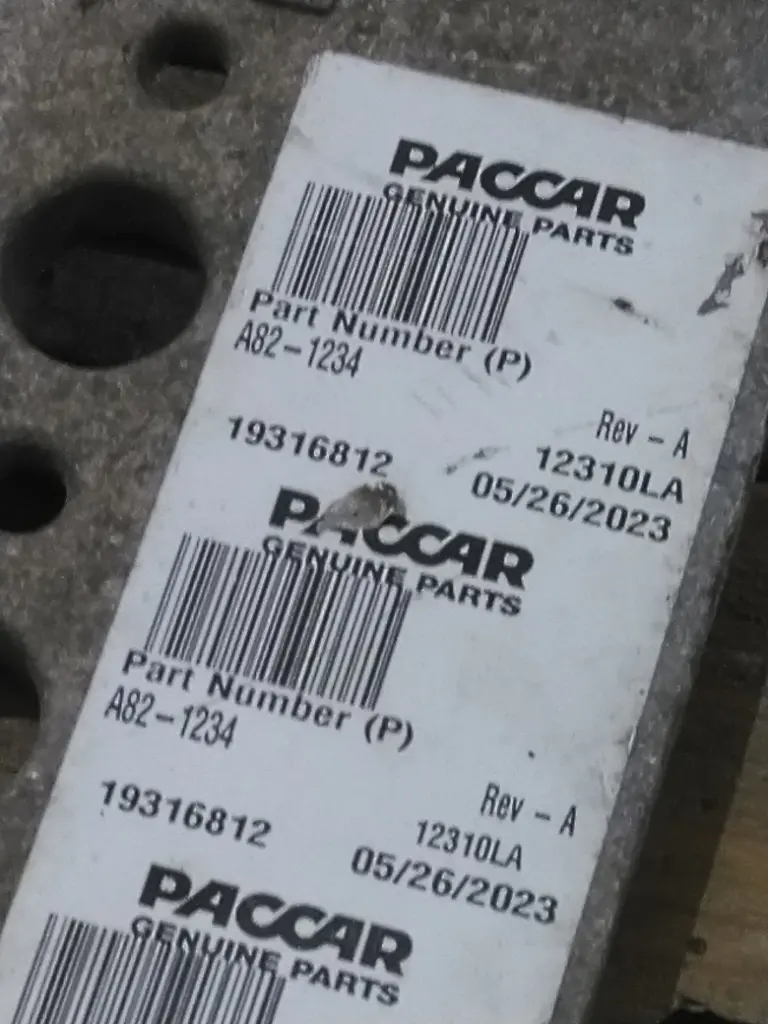 PACCAR
GENUINE PARTS
Part Number (P)
A82-1234
Rev - A
19316812
12310LA
05/26/2023
PACCAR
GENUINE PARTS
Part Number (P)
A82-1234
Rev - A
19316812
12310LA
05/26/2023
PACCAR
GENUINE PARTS